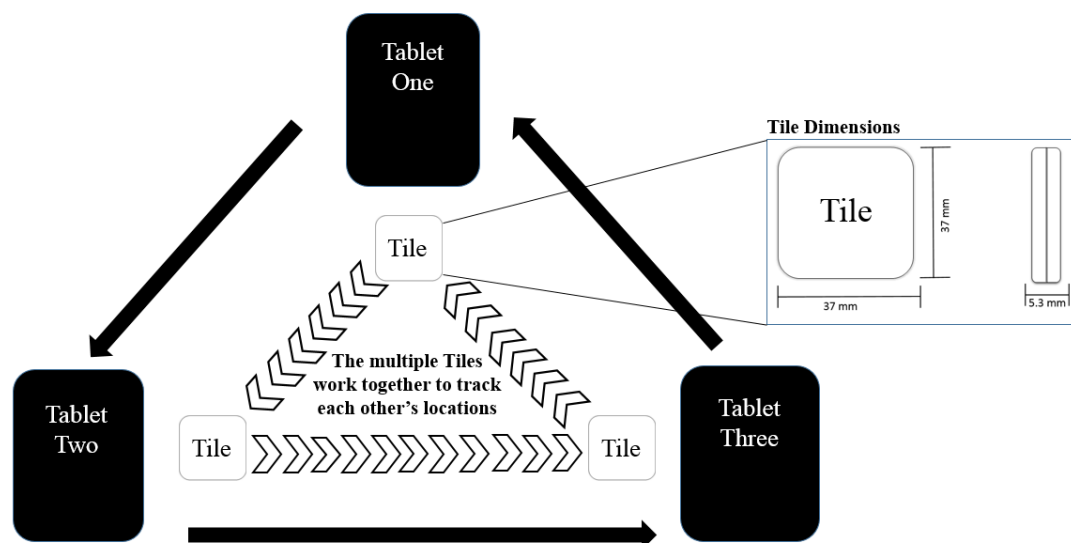 Tablet
One
Tile Dimensions
Tile
37 mm
37 mm
5.3 mm
Tile
The multiple Tiles
work together to track
each other's locations
Tablet
Two
Tile
Tile
Tablet
Three